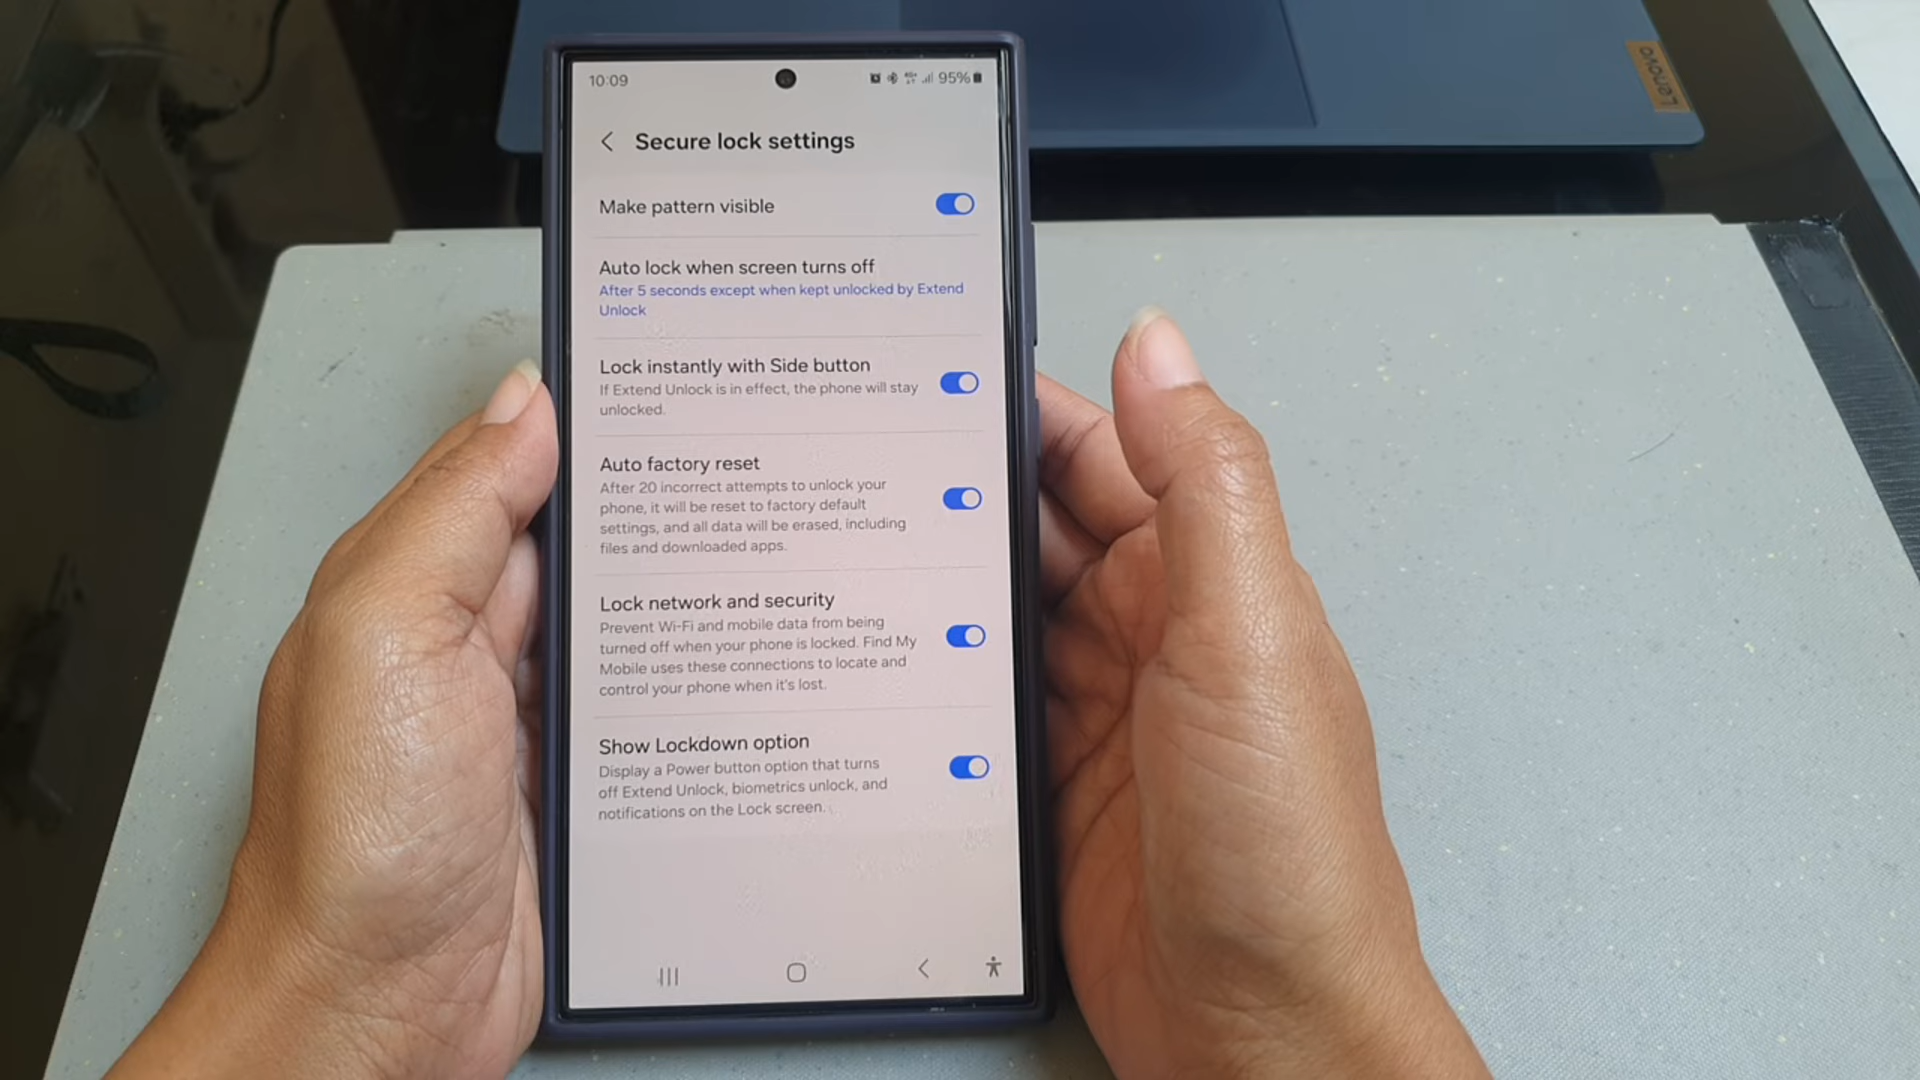 10:09
95%
Secure lock settings
Make pattern visible
Auto lock when screen turns off
After 5 seconds except when kept unlocked by Extend
Unlock
Lock instantly with Side button
If Extend Unlock is in effect, the phone will stay
unlocked.
Auto factory reset
After 20 incorrect attempts to unlock your
phone, it will be reset to factory default
settings, and all data will be erased, including
files and downloaded apps.
Lock network and security
Prevent Wi-Fi and mobile data from being
turned off when your phone is locked. Find My
Mobile uses these connections to locate and
control your phone when it's lost.
Show Lockdown option
Display a Power button option that turns
off Extend Unlock, biometrics unlock, and
notifications on the Lock screen.
Lenovo